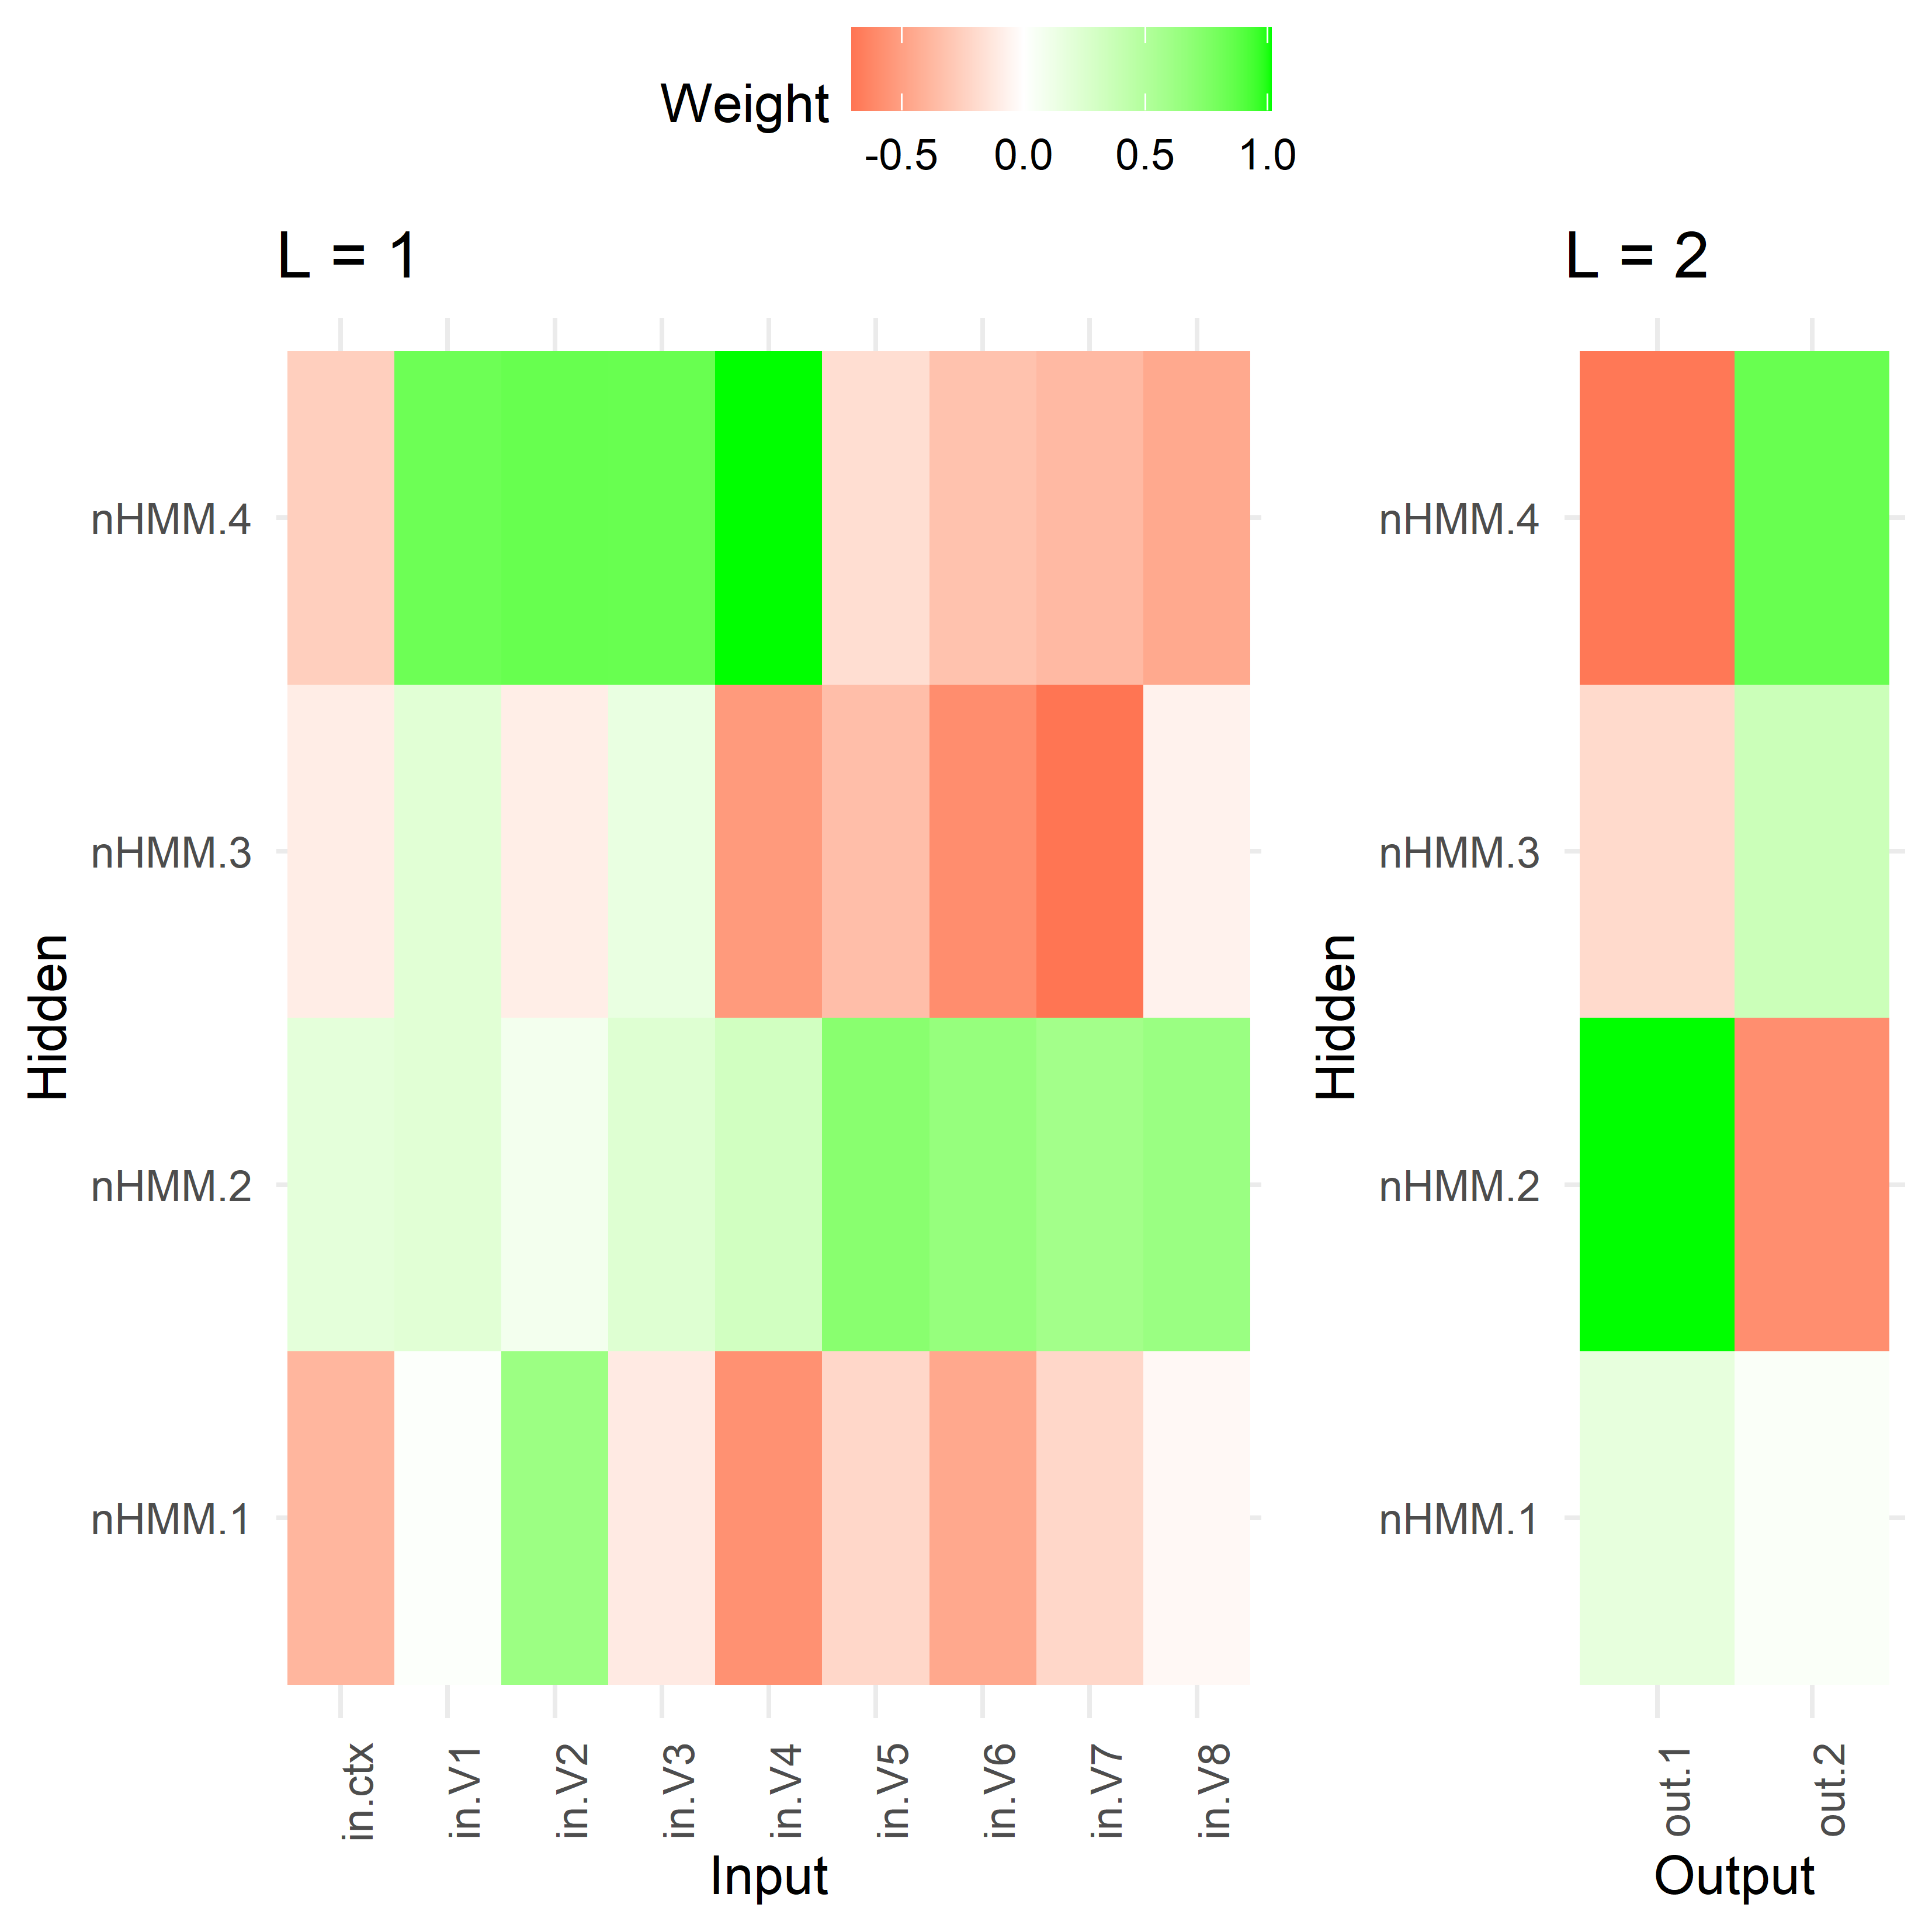 Weight
-0.5 0.0 0.5 1.0
L = 1
Hidden
nHMM.4
nHMM.3
nHMM.2
nHMM.1
in.ctx in.V1 in.V2 in.V3 in.V4 in.V5 in.V6 in.V7 in.V8
Input
L = 2
Hidden
nHMM.4
nHMM.3
nHMM.2
nHMM.1
out.1 out.2
Output